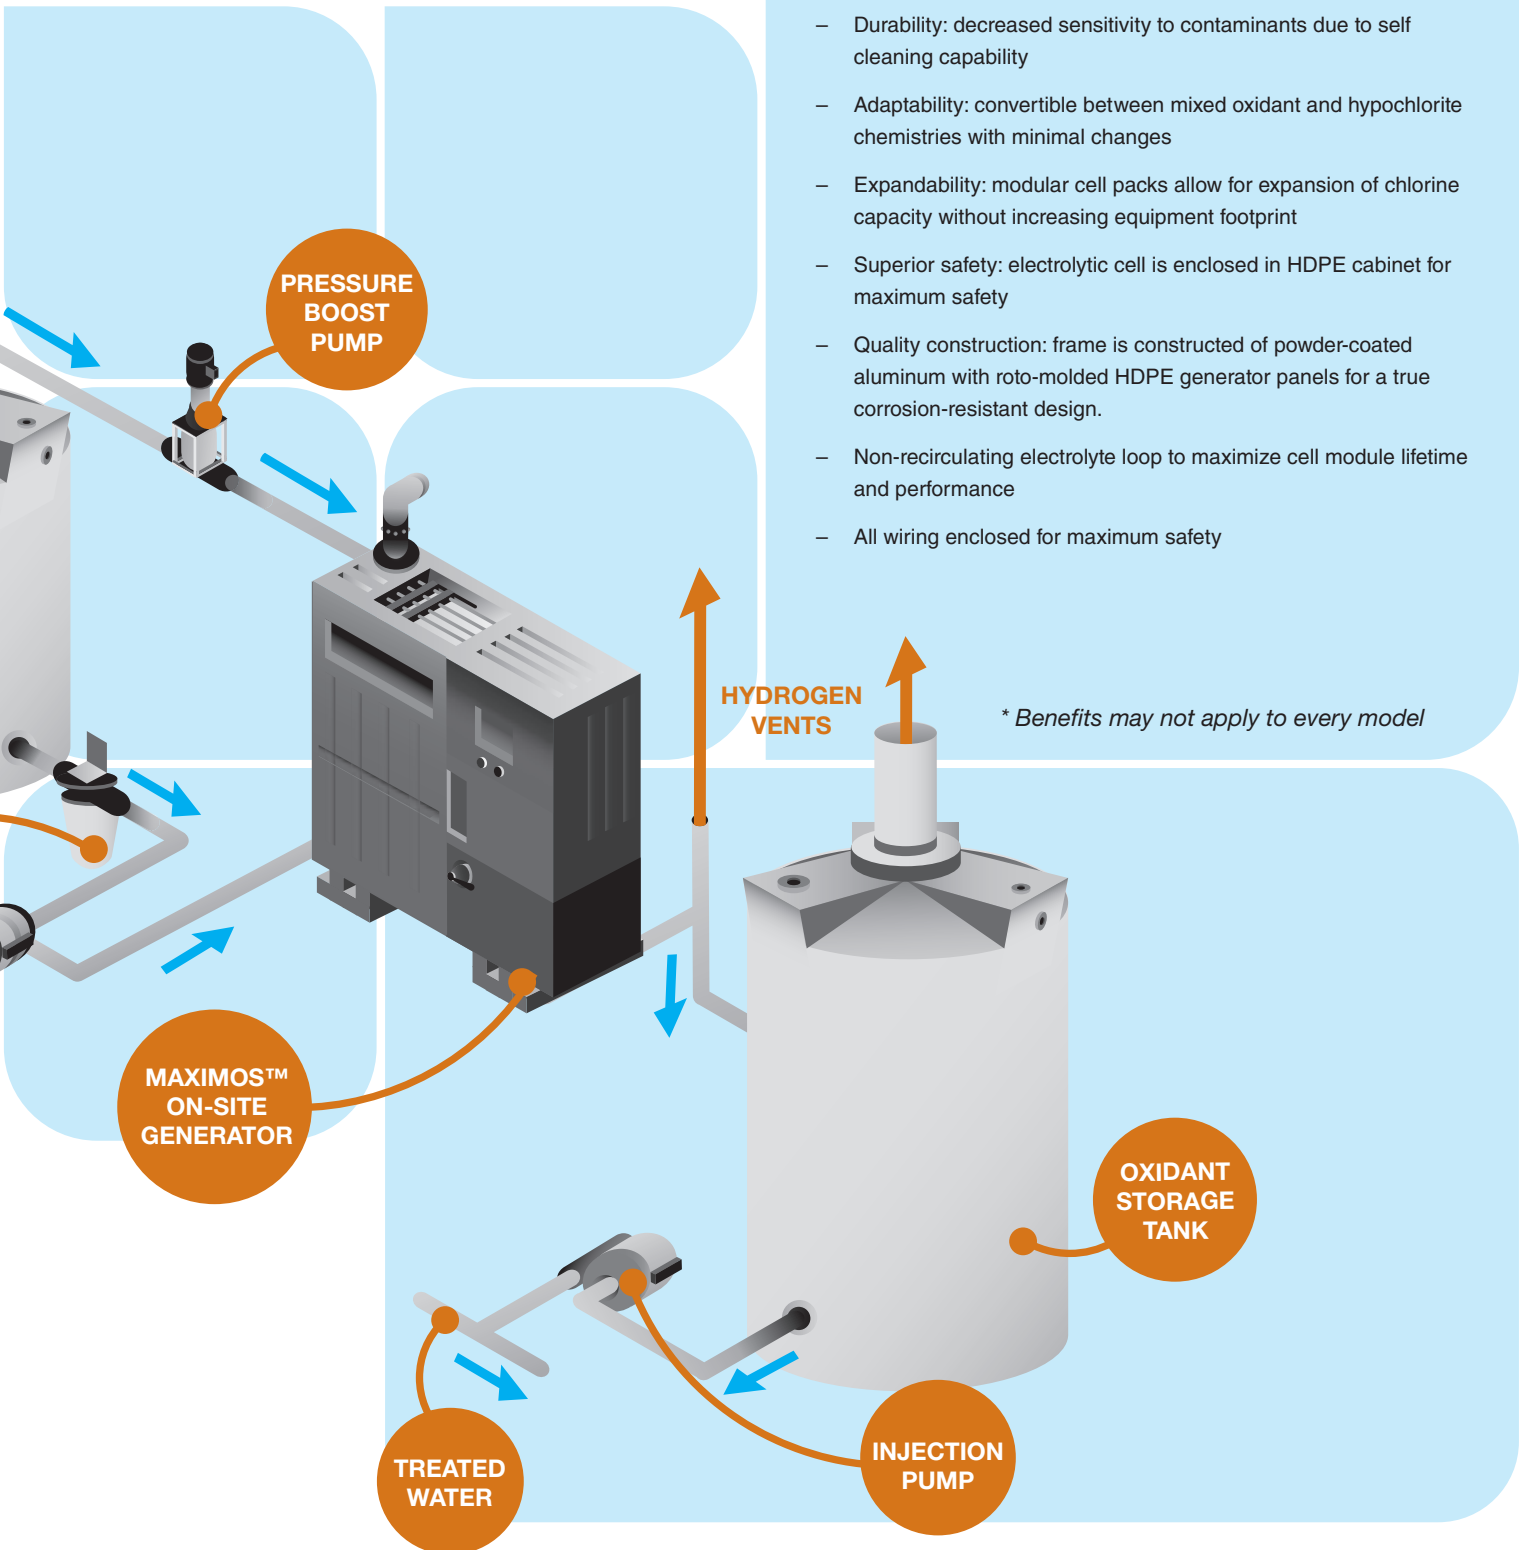 – Durability: decreased sensitivity to contaminants due to self
cleaning capability
– Adaptability: convertible between mixed oxidant and hypochlorite
chemistries with minimal changes
– Expandability: modular cell packs allow for expansion of chlorine
capacity without increasing equipment footprint
– Superior safety: electrolytic cell is enclosed in HDPE cabinet for
maximum safety
– Quality construction: frame is constructed of powder-coated
aluminum with roto-molded HDPE generator panels for a true
corrosion-resistant design.
– Non-recirculating electrolyte loop to maximize cell module lifetime
and performance
– All wiring enclosed for maximum safety
* Benefits may not apply to every model
PRESSURE
BOOST
PUMP
HYDROGEN
VENTS
MAXIMOS™
ON-SITE
GENERATOR
OXIDANT
STORAGE
TANK
INJECTION
PUMP
TREATED
WATER